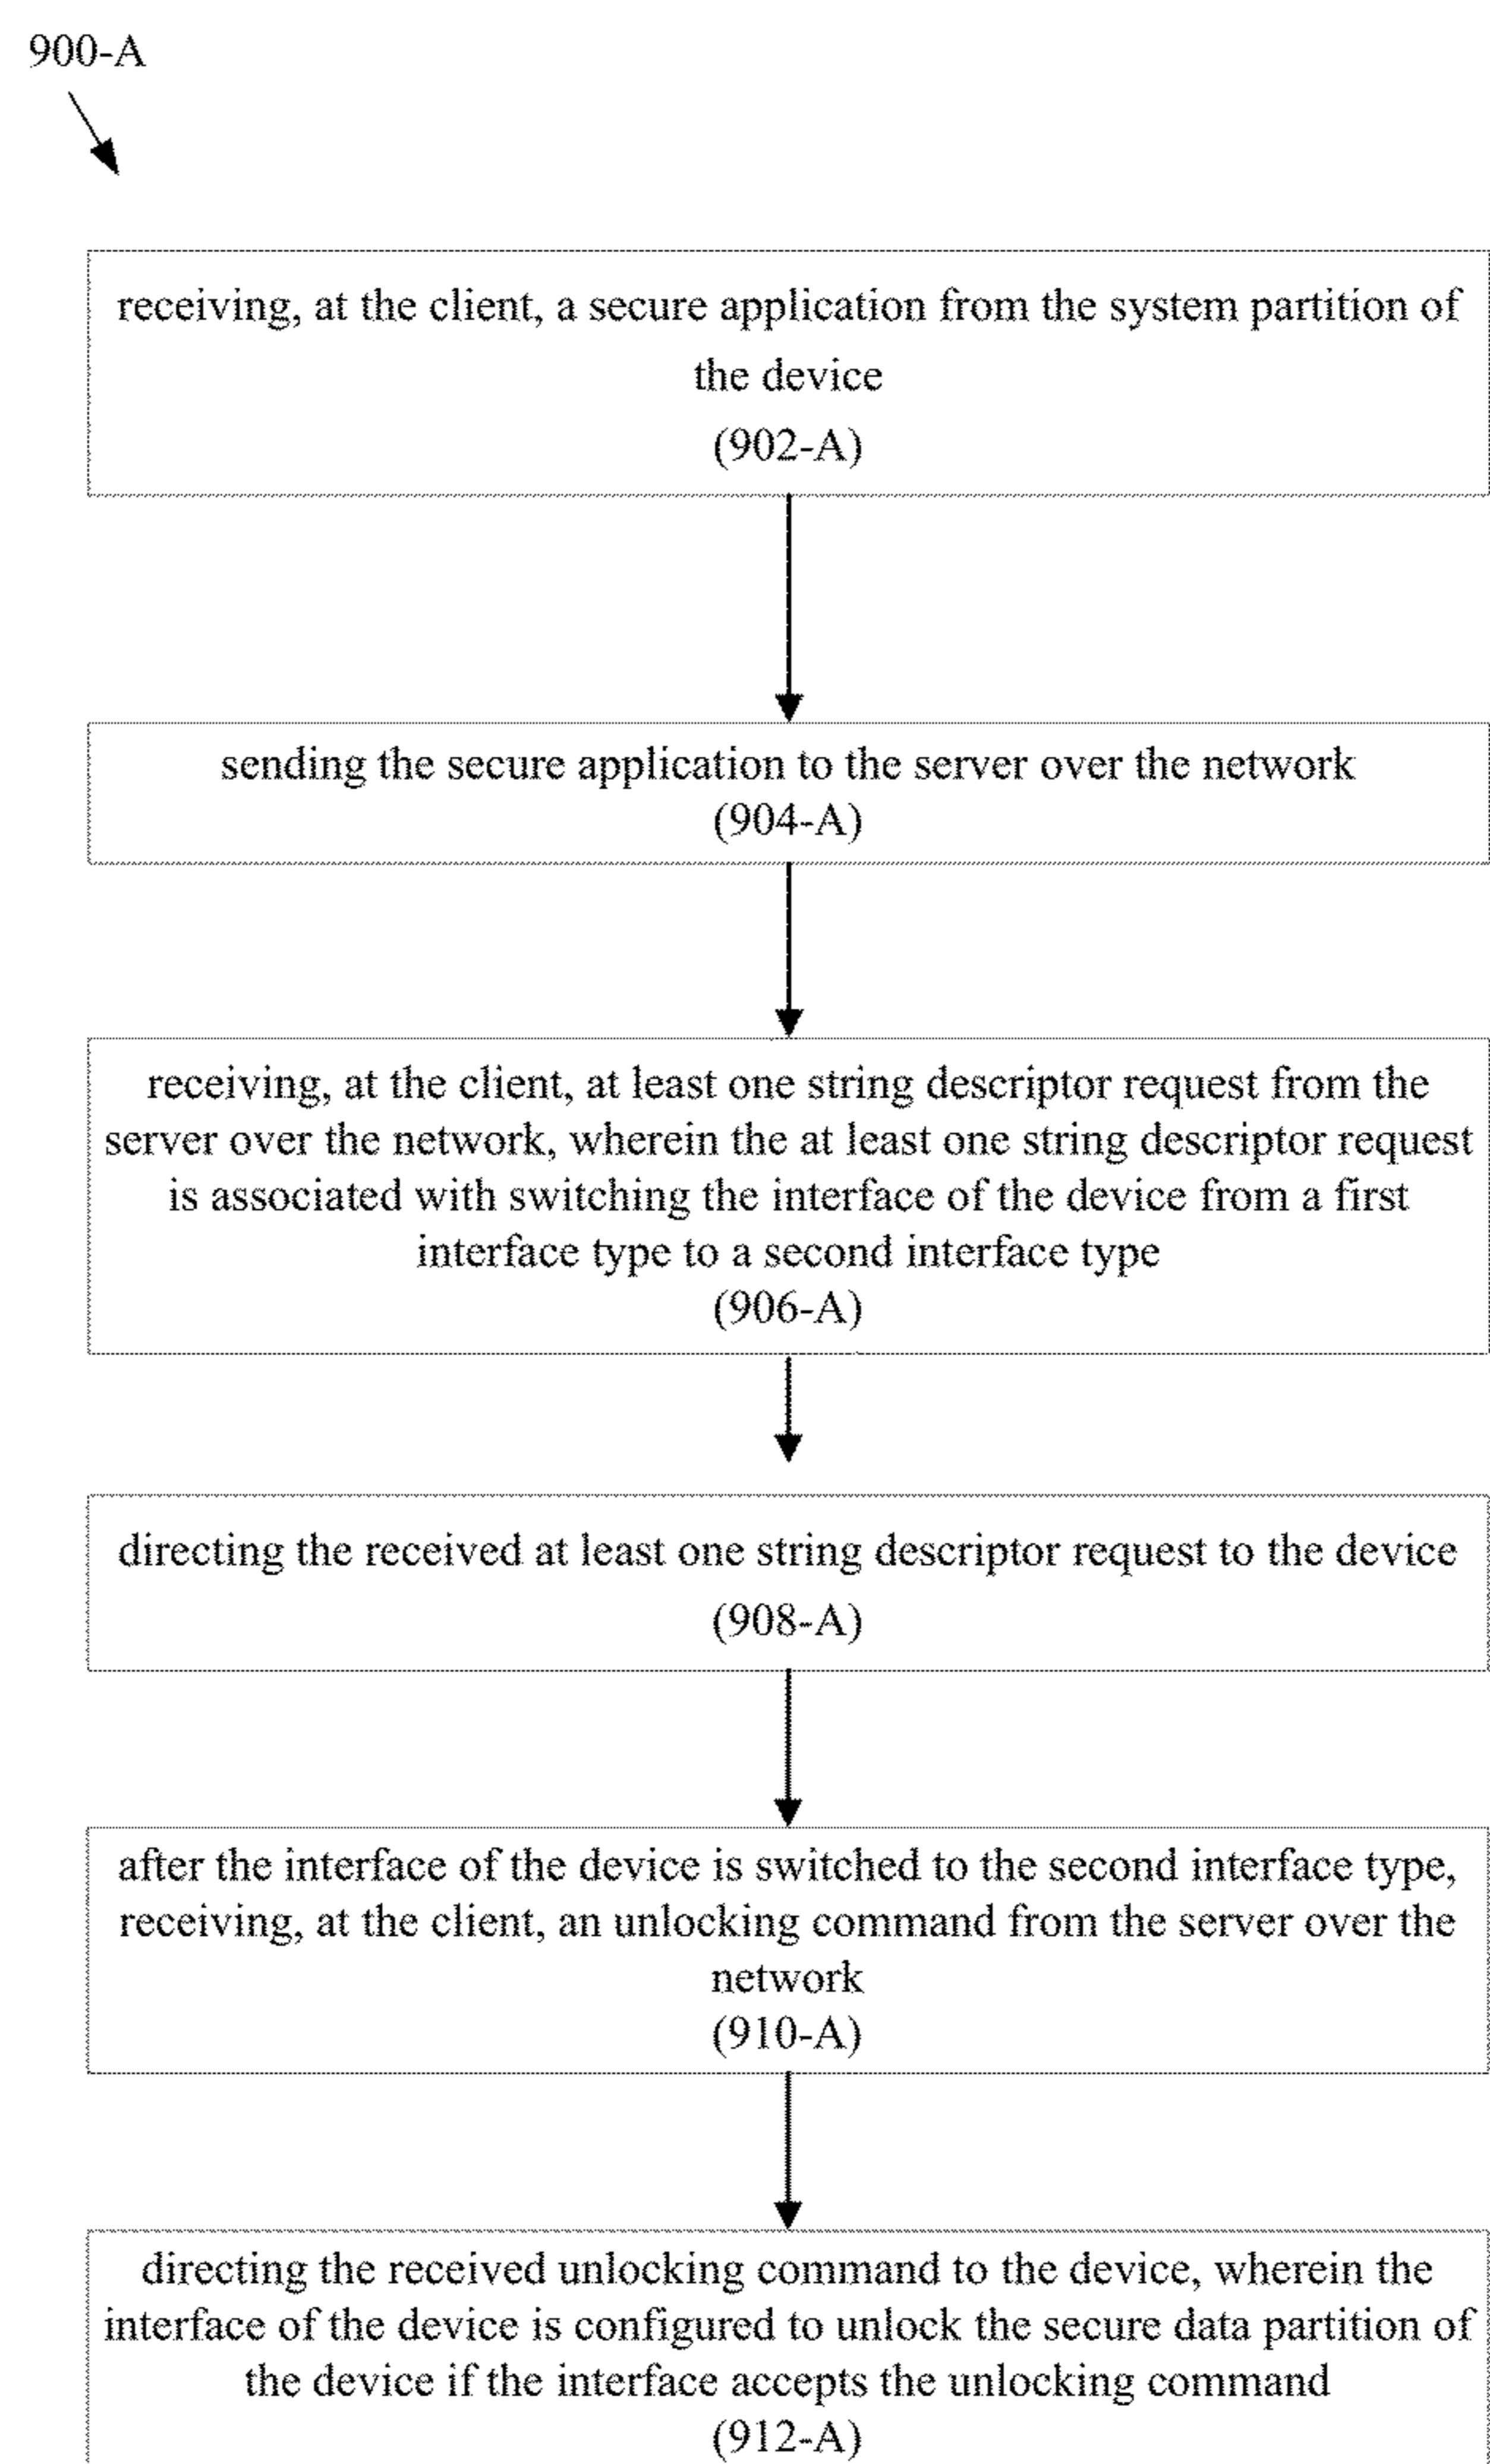 900-A
receiving, at the client, a secure application from the system partition of
the device
(902-A)
sending the secure application to the server over the network
(904-A)
receiving, at the client, at least one string descriptor request from the
server over the network, wherein the at least one string descriptor request
is associated with switching the interface of the device from a first
interface type to a second interface type
(906-A)
directing the received at least one string descriptor request to the device
(908-A)
after the interface of the device is switched to the second interface type,
receiving, at the client, an unlocking command from the server over the
network
(910-A)
directing the received unlocking command to the device, wherein the
interface of the device is configured to unlock the secure data partition of
the device if the interface accepts the unlocking command
(912-A)